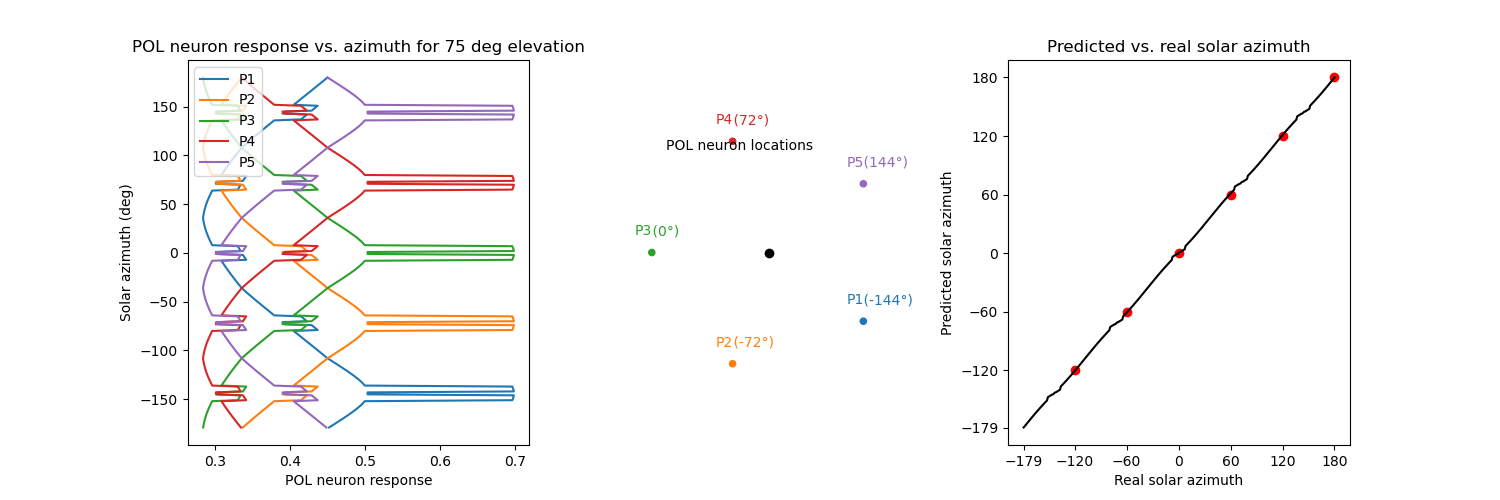 POL neuron response vs. azimuth for 75 deg elevation
P1
P2
P3
P4
P5
150
100
50
0
−50
−100
−150
Solar azimuth (deg)
0.3 0.4 0.5 0.6 0.7
POL neuron response
P4(72°)
POL neuron locations
P5(144°)
P3(0°)
P1(-144°)
P2(-72°)
Predicted vs. real solar azimuth
180
120
60
0
−60
−120
−179
Predicted solar azimuth
−179 −120 −60 0 60 120 180
Real solar azimuth